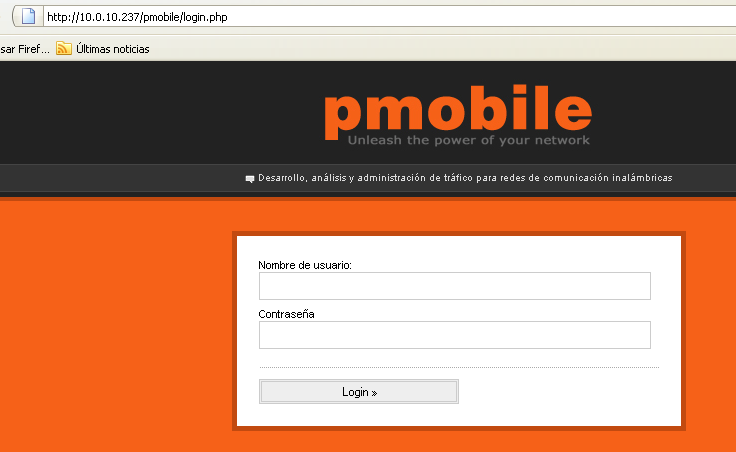 http://10.0.10.237/pmobile/login.php
sar Firef... Últimas noticias
pmobile
Unleash the power of your network
Desarrollo, análisis y administración de tráfico para redes de comunicación inalámbricas
Nombre de usuario:
Contraseña
Login »